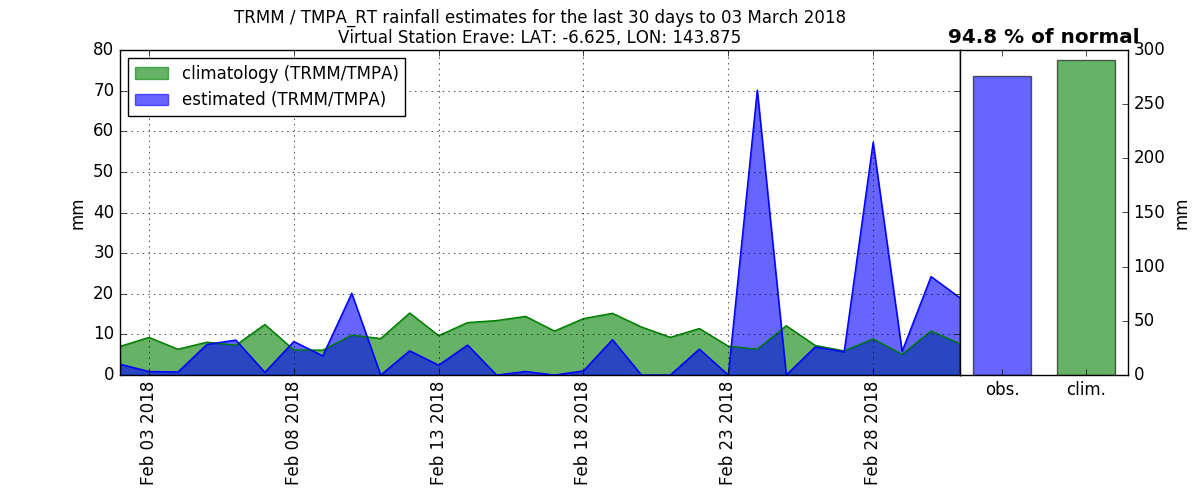 TRMM / TMPA_RT rainfall estimates for the last 30 days to 03 March 2018
Virtual Station Erave: LAT: -6.625, LON: 143.875
94.8 % of normal
climatology (TRMM/TMPA)
estimated (TRMM/TMPA)
mm
80
70
60
50
40
30
20
10
0
Feb 03 2018
Feb 08 2018
Feb 13 2018
Feb 18 2018
Feb 23 2018
Feb 28 2018
obs.
clim.
300
250
200
150
100
50
0
mm